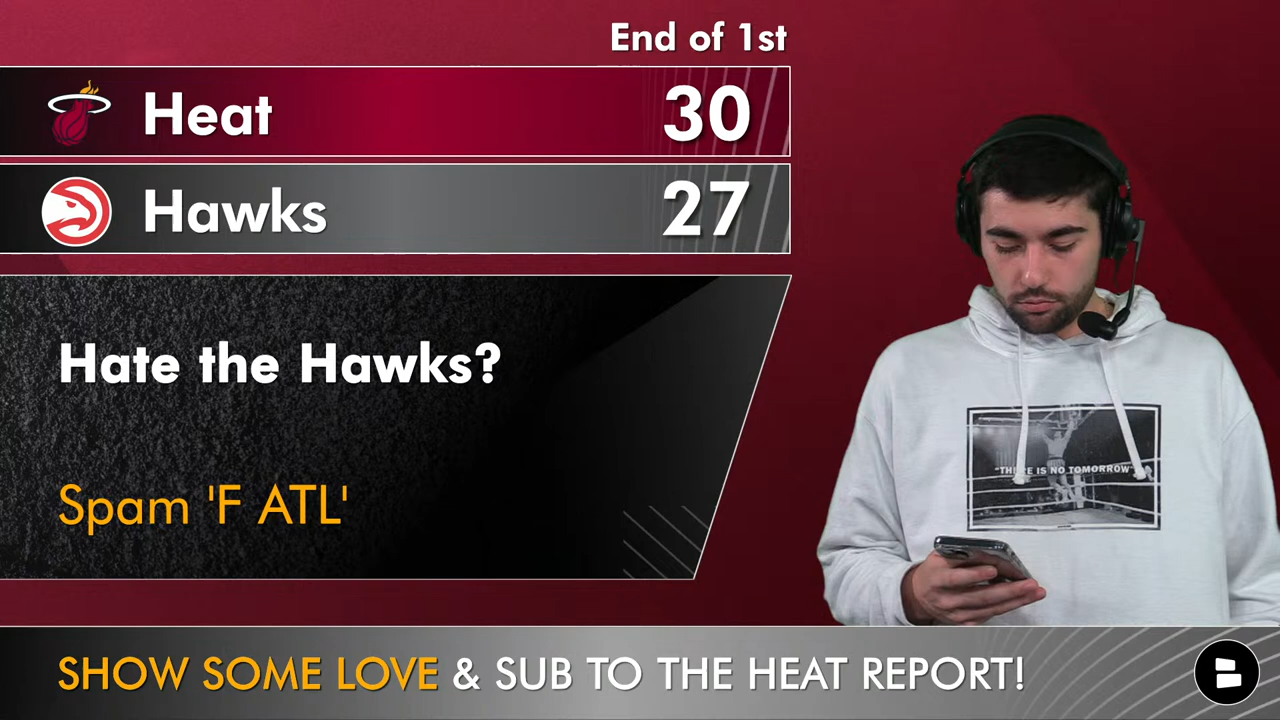 End of 1st
Heat 30
Hawks 27
Hate the Hawks?
Spam 'F ATL'
"THERE IS NO TOMORROW"
SHOW SOME LOVE & SUB TO THE HEAT REPORT!